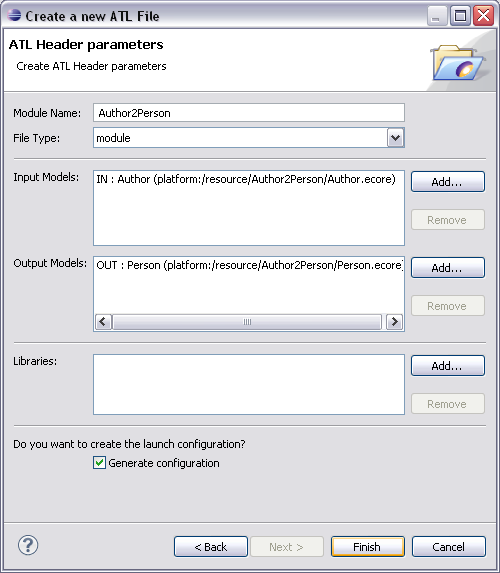 Create a new ATL File
ATL Header parameters
Create ATL Header parameters
Module Name: Author2Person
File Type: module
Input Models: IN : Author (platform:/resource/Author2Person/Author.ecore) Add...
Remove
Output Models: OUT : Person (platform:/resource/Author2Person/Person.ecore) Add...
Remove
Libraries: Add...
Remove
Do you want to create the launch configuration?
Generate configuration
? < Back Next > Finish Cancel